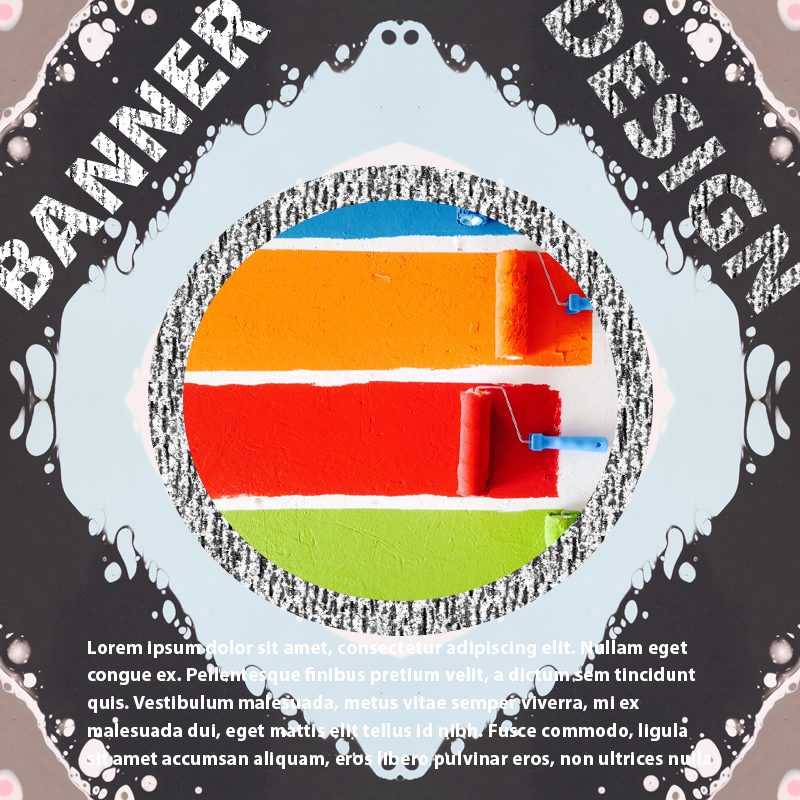 BANNER
DESIGN
Lorem ipsum dolor sit amet, consectetur adipiscing elit. Nullam eget
congue ex. Pellentesque finibus pretium velit, a dictum sem tincidunt
quis. Vestibulum malesuada, metus vitae semper viverra, mi ex
malesuada dui, eget mattis elit tellus id nibh. Fusce commodo, ligula
sit amet accumsan aliquam, eros libero pulvinar eros, non ultrices nulla